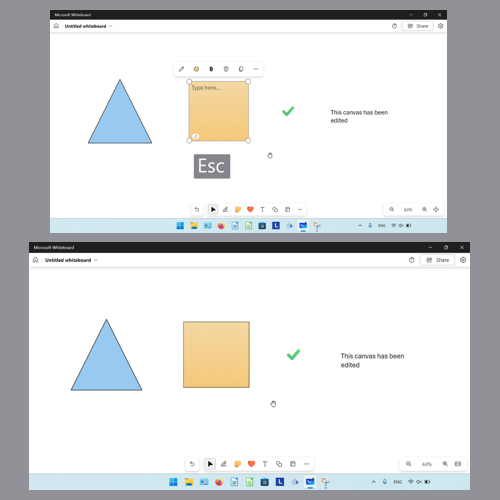 Microsoft Whiteboard
Untitled whiteboard
Share
Type here...
This canvas has been
edited
Esc
63%
ENG
Microsoft Whiteboard
Untitled whiteboard
Share
This canvas has been
edited
63%
ENG